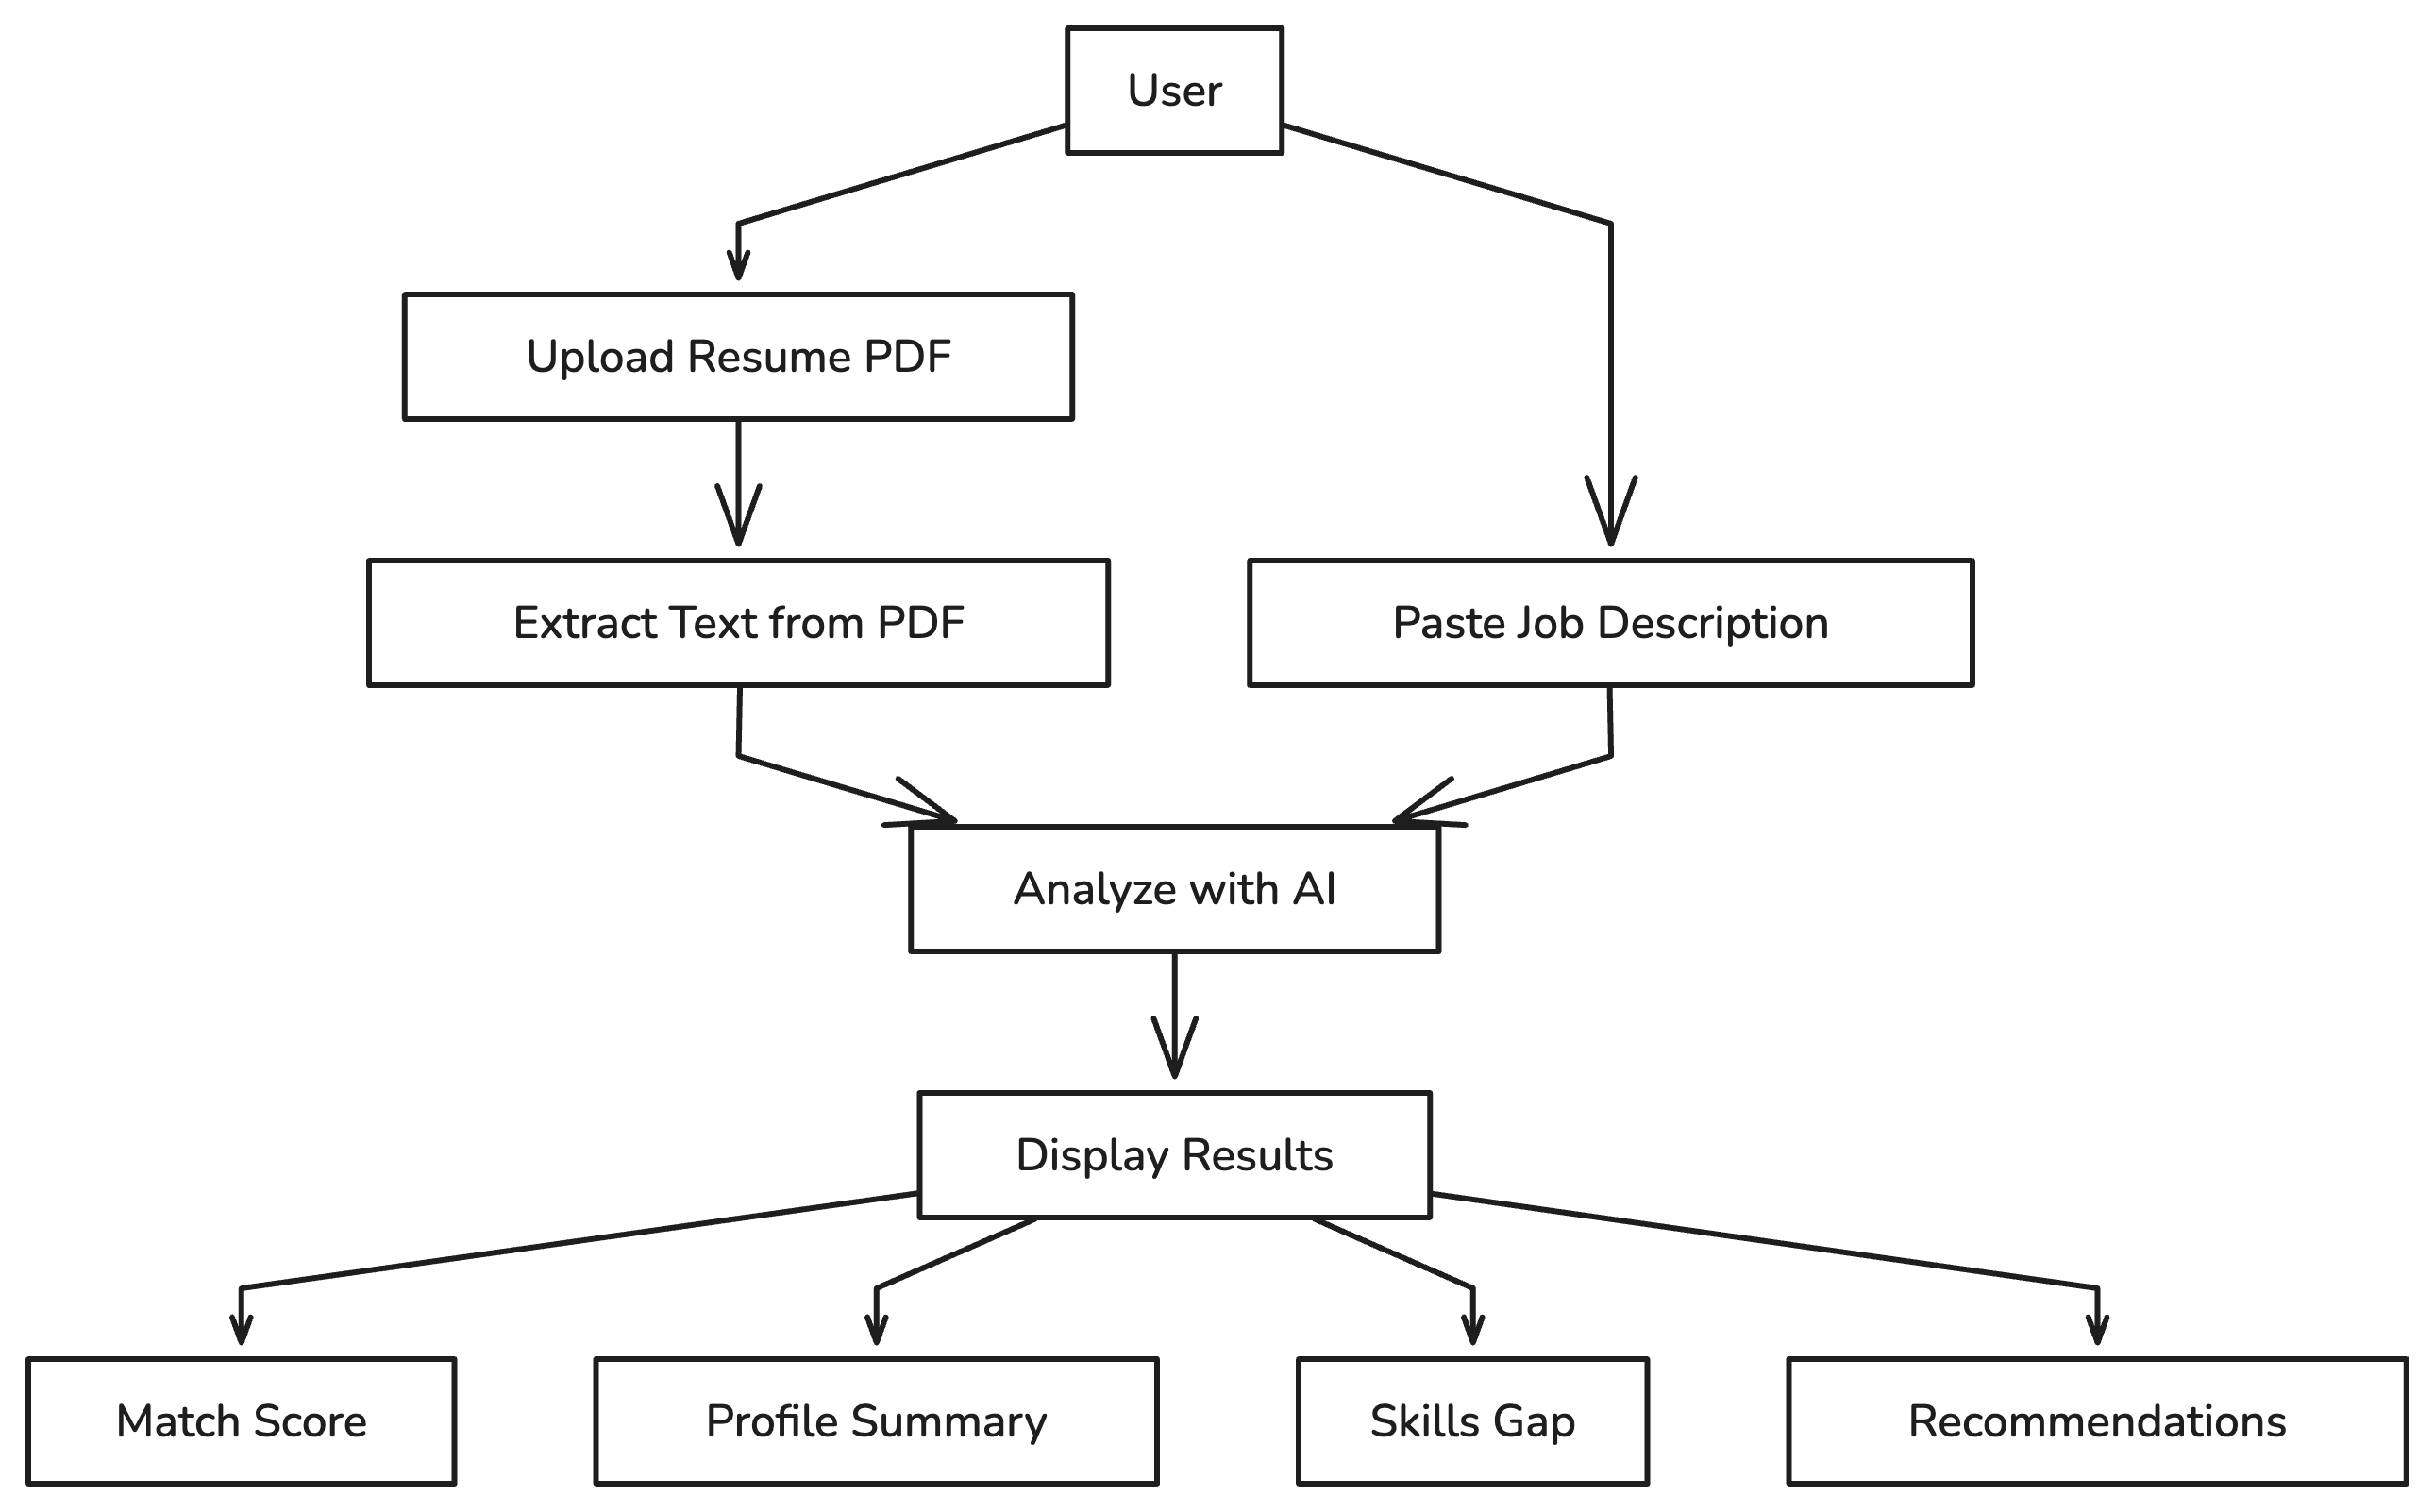 User
Upload Resume PDF
Extract Text from PDF
Paste Job Description
Analyze with AI
Display Results
Match Score
Profile Summary
Skills Gap
Recommendations